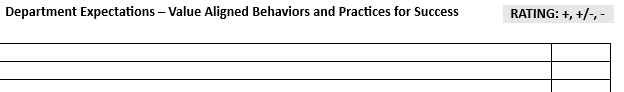 Department Expectations – Value Aligned Behaviors and Practices for Success RATING: +, +/-, -